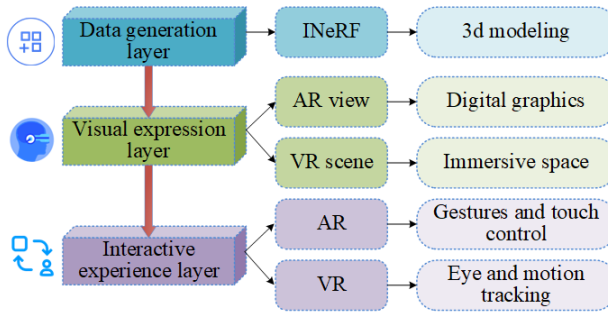 Data generation
layer
INeRF
3d modeling
Visual expression
layer
AR view
Digital graphics
VR scene
Immersive space
Interactive
experience layer
AR
Gestures and touch
control
VR
Eye and motion
tracking